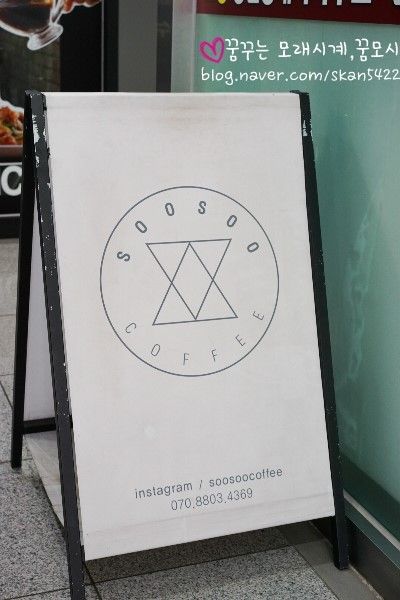 꿈꾸는 모래시계,꿈모시
blog.naver.com/skan5422
SOOSOO
COFFEE
instagram / soosoocoffee
070.8803.4369